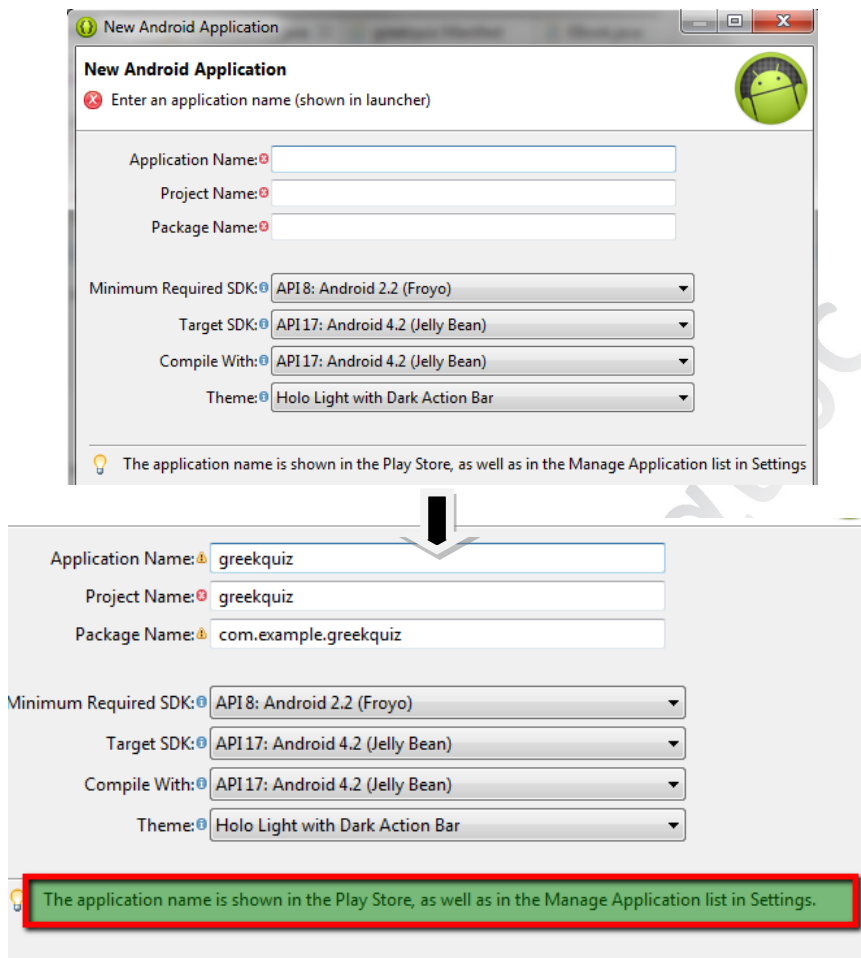 New Android Application
New Android Application
Enter an application name (shown in launcher)
Application Name:
Project Name:
Package Name:
Minimum Required SDK: API 8: Android 2.2 (Froyo)
Target SDK: API 17: Android 4.2 (Jelly Bean)
Compile With: API 17: Android 4.2 (Jelly Bean)
Theme: Holo Light with Dark Action Bar
The application name is shown in the Play Store, as well as in the Manage Application list in Settings
Application Name: greekquiz
Project Name: greekquiz
Package Name: com.example.greekquiz
Minimum Required SDK: API 8: Android 2.2 (Froyo)
Target SDK: API 17: Android 4.2 (Jelly Bean)
Compile With: API 17: Android 4.2 (Jelly Bean)
Theme: Holo Light with Dark Action Bar
The application name is shown in the Play Store, as well as in the Manage Application list in Settings.